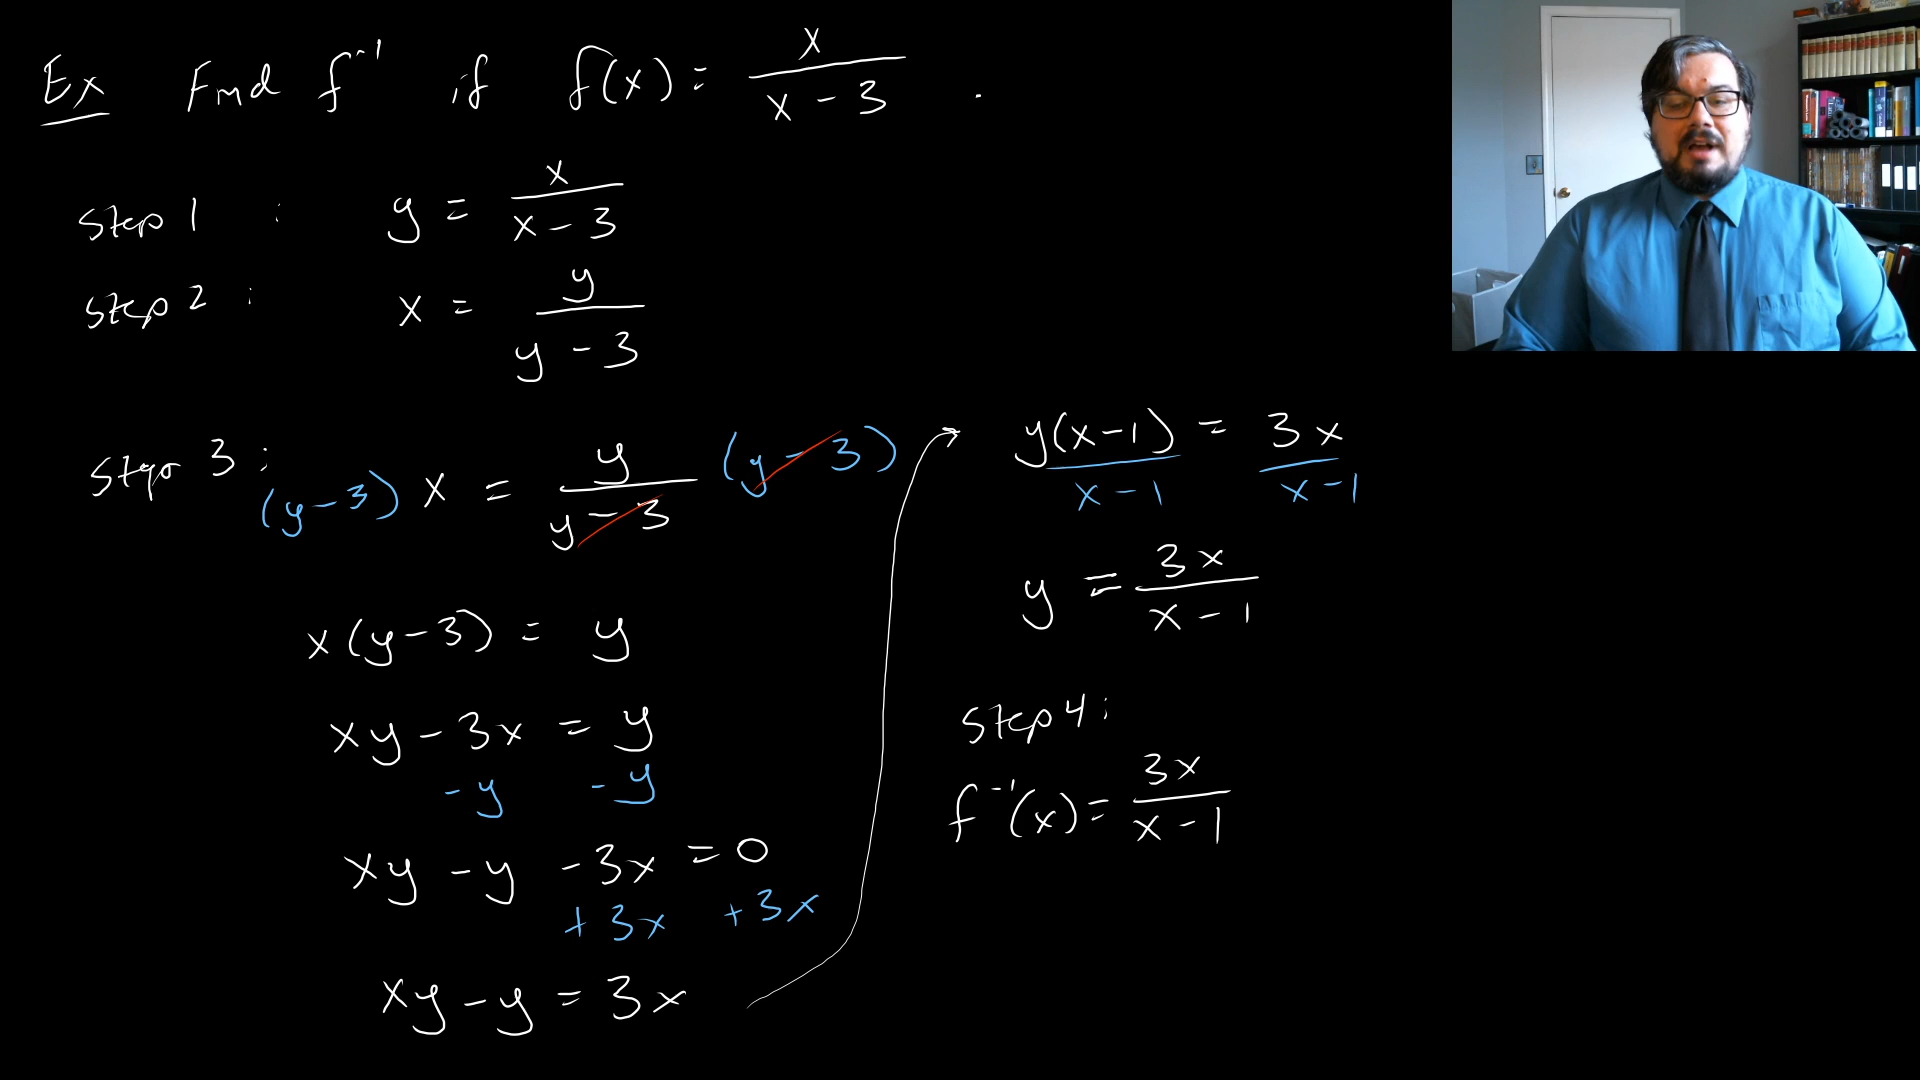 Ex Find f⁻¹ if f(x) = x/(x - 3) .
Step 1 : y = x/(x - 3)
Step 2 : x = y/(y - 3)
Step 3 : (y - 3) x = y/(y - 3) (y - 3)
x(y - 3) = y
xy - 3x = y
- y - y
xy - y - 3x = 0
+ 3x + 3x
xy - y = 3x
y(x - 1) = 3x
x - 1 x - 1
y = 3x/(x - 1)
Step 4 :
f⁻¹(x) = 3x/(x - 1)